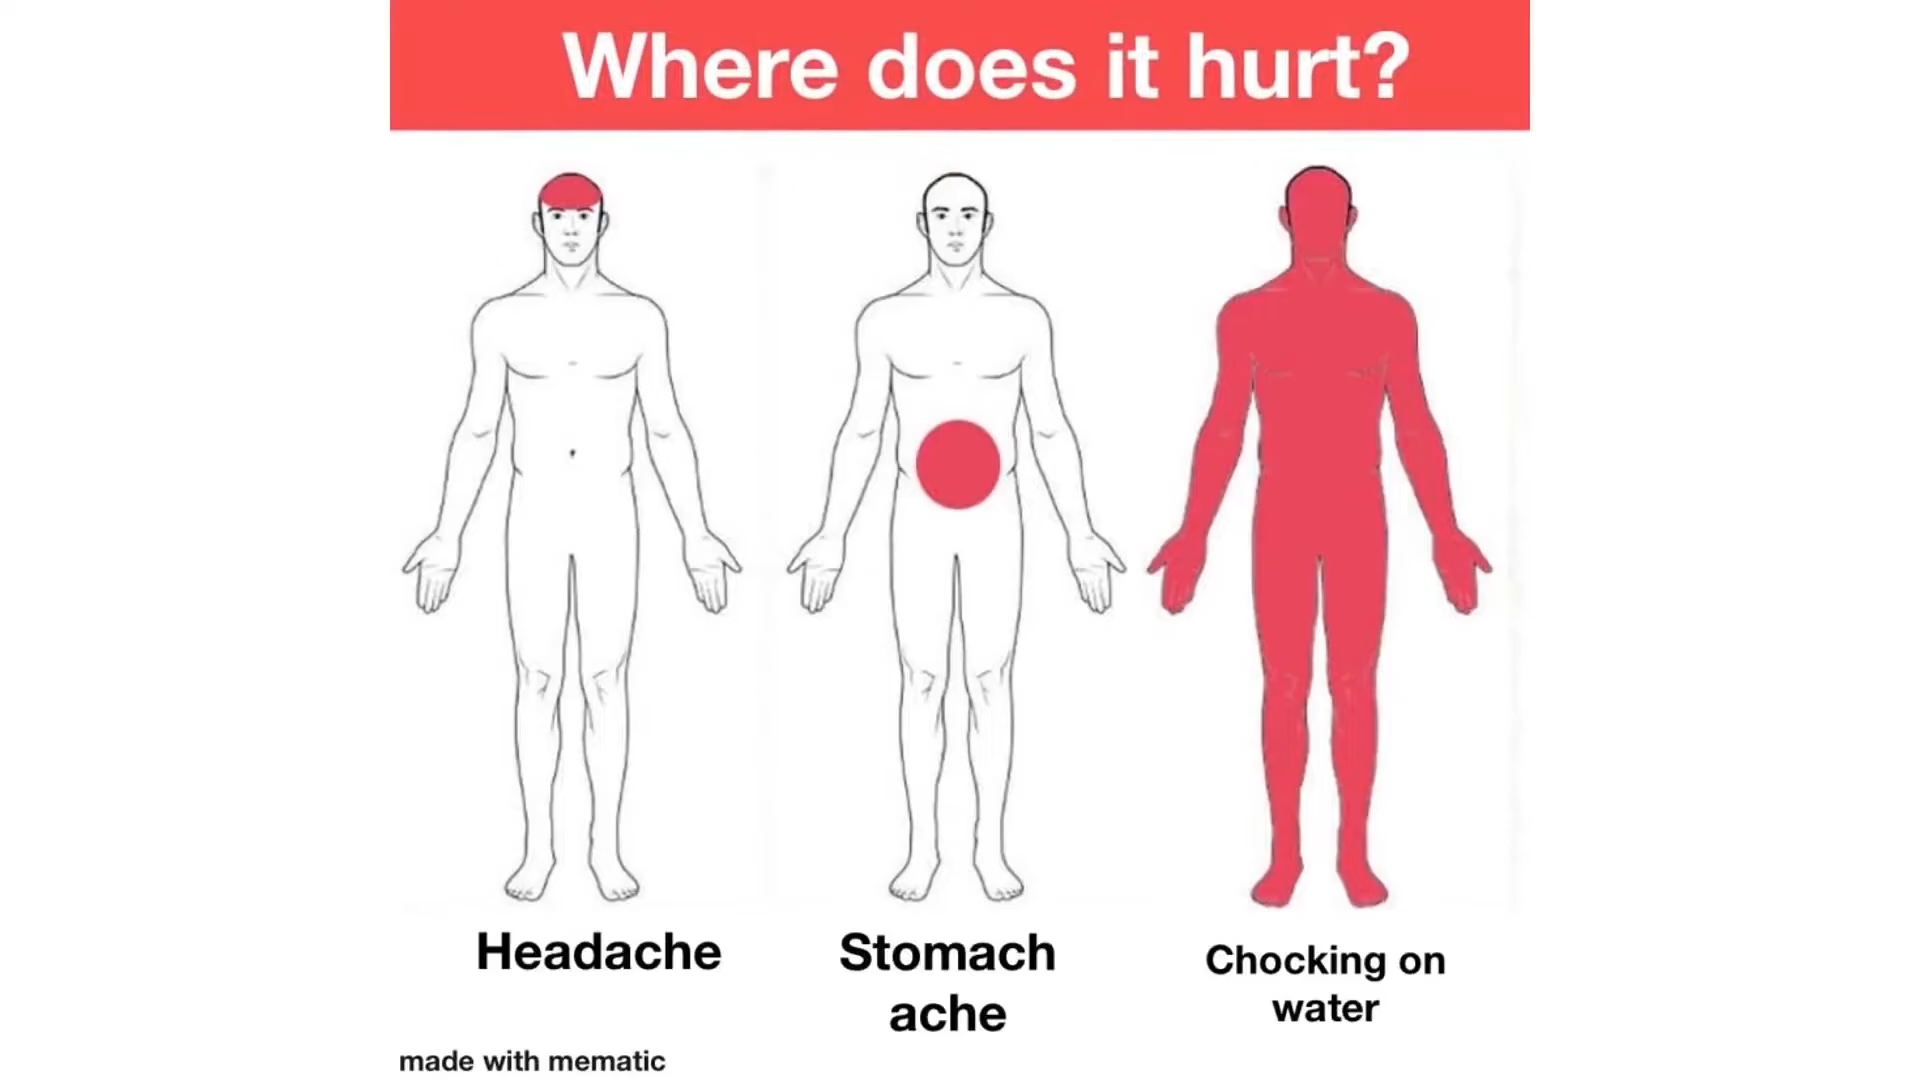 Where does it hurt?
Headache
Stomach
ache
Chocking on
water
made with mematic